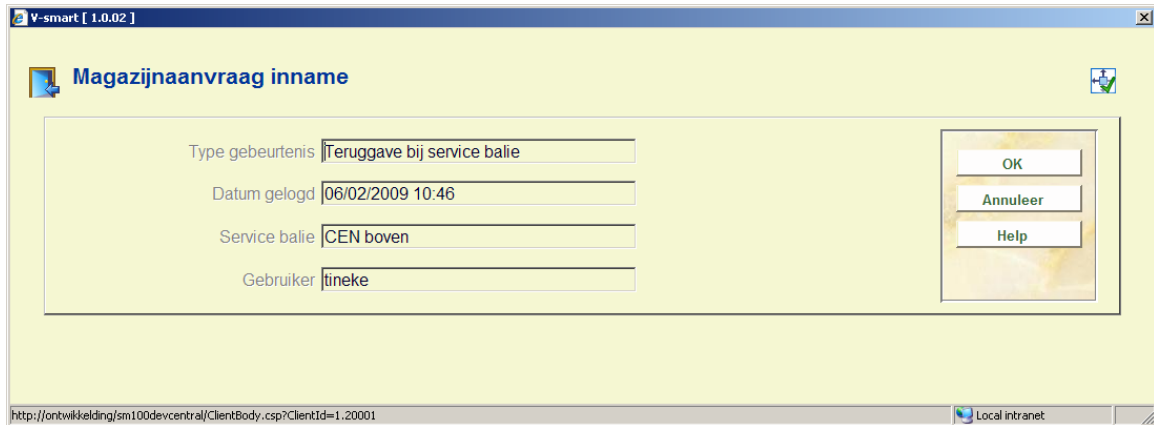 V-smart [ 1.0.02 ]
Magazijnaanvraag inname
Type gebeurtenis Teruggave bij service balie
Datum gelogd 06/02/2009 10:46
Service balie CEN boven
Gebruiker tineke
OK
Annuleer
Help
http://ontwikkelding/sm100devcentral/ClientBody.csp?ClientId=1.20001 Local intranet